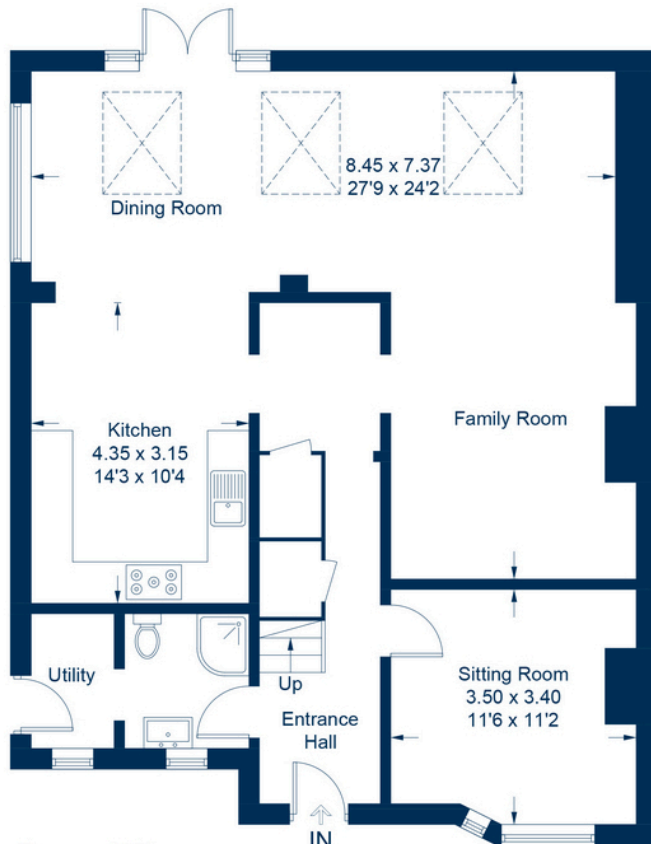 8.45 x 7.37
27'9 x 24'2
Dining Room
Kitchen
4.35 x 3.15
14'3 x 10'4
Family Room
Utility
Up
Entrance
Hall
Sitting Room
3.50 x 3.40
11'6 x 11'2
IN